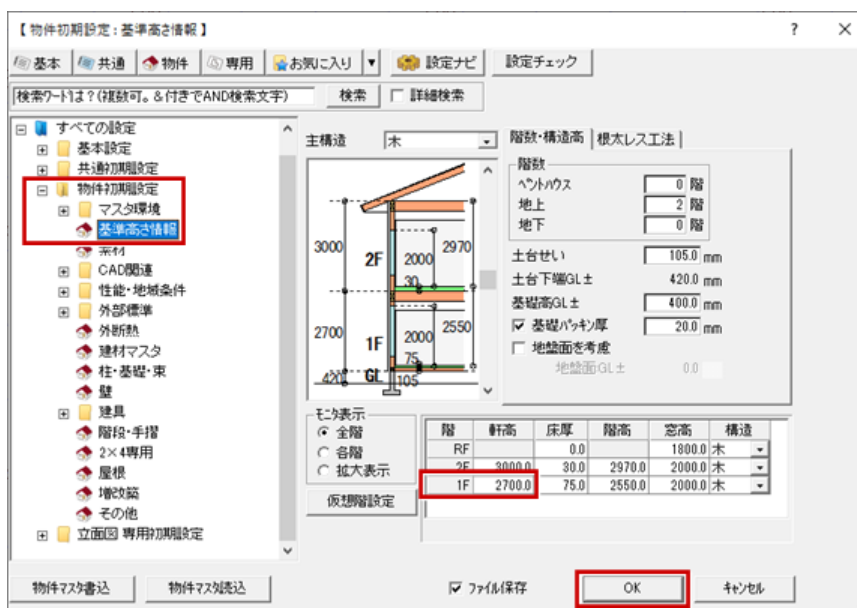 【 物件初期設定 : 基準高さ情報 】
? ×
基本 共通 物件 専用 お気に入り ▼ 設定ナビ 設定チェック
検索ワードは？(複数可。&付きでAND検索文字) 検索 詳細検索
すべての設定
基本設定
共通初期設定
物件初期設定
マスタ環境
基準高さ情報
素材
CAD関連
性能・地域条件
外部標準
外断熱
建材マスタ
柱・基礎・束
壁
建具
階段・手摺
2×4専用
屋根
増改築
その他
立面図 専用初期設定
主構造 木
3000 2F 2000 2970
30
2700 1F 2000 2550
75
420 GL 105
階数・構造高 根太レス工法
階数
ペントハウス 0 階
地上 2 階
地下 0 階
土台せい 105.0 mm
土台下端GL± 420.0 mm
基礎高GL± 400.0 mm
基礎パッキン厚 20.0 mm
地盤面を考慮
地盤面GL± 0.0
モニタ表示
全階
各階
拡大表示
仮想階設定
階 軒高 床厚 階高 窓高 構造
RF 0.0 1800.0 木
2F 3000.0 30.0 2970.0 2000.0 木
1F 2700.0 75.0 2550.0 2000.0 木
物件マスタ書込 物件マスタ読込 ファイル保存 OK キャンセル